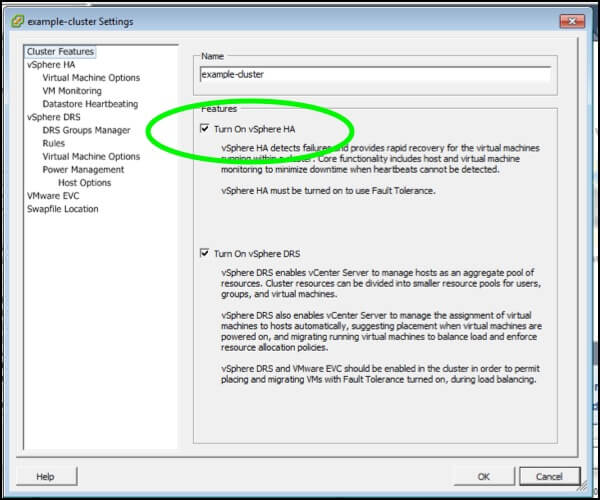 example-cluster Settings
Cluster Features
vSphere HA
Virtual Machine Options
VM Monitoring
Datastore Heartbeating
vSphere DRS
DRS Groups Manager
Rules
Virtual Machine Options
Power Management
Host Options
VMware EVC
Swapfile Location
Name
example-cluster
Features
Turn On vSphere HA
vSphere HA detects failures and provides rapid recovery for the virtual machines
running within a cluster. Core functionality includes host and virtual machine
monitoring to minimize downtime when heartbeats cannot be detected.
vSphere HA must be turned on to use Fault Tolerance.
Turn On vSphere DRS
vSphere DRS enables vCenter Server to manage hosts as an aggregate pool of
resources. Cluster resources can be divided into smaller resource pools for users,
groups, and virtual machines.
vSphere DRS also enables vCenter Server to manage the assignment of virtual
machines to hosts automatically, suggesting placement when virtual machines are
powered on, and migrating running virtual machines to balance load and enforce
resource allocation policies.
vSphere DRS and VMware EVC should be enabled in the cluster in order to permit
placing and migrating VMs with Fault Tolerance turned on, during load balancing.
Help
OK
Cancel